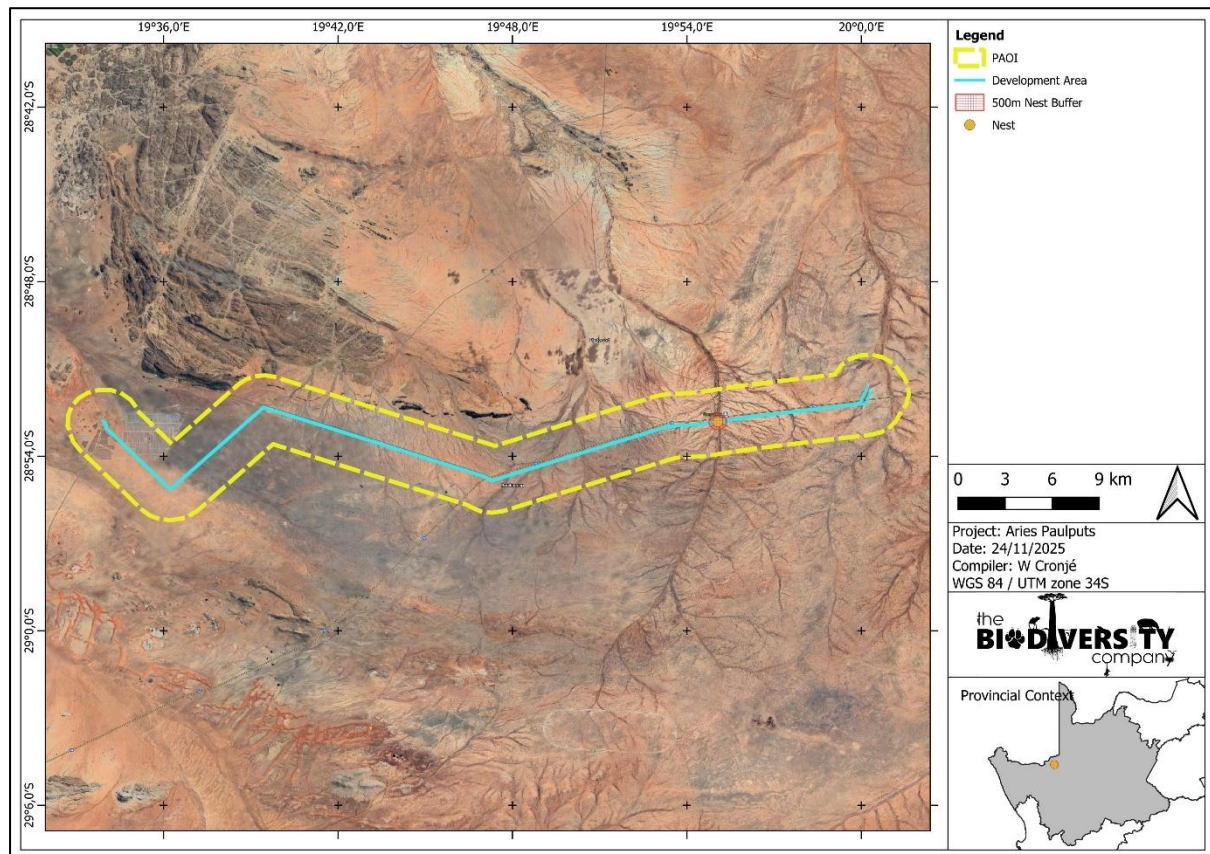 19°36,0'E 19°42,0'E 19°48,0'E 19°54,0'E 20°0,0'E
28°42,0'S
28°48,0'S
28°54,0'S
29°0,0'S
29°6,0'S
Legend
PAOI
Development Area
500m Nest Buffer
Nest
0 3 6 9 km
Project: Aries Paulputs
Date: 24/11/2025
Compiler: W Cronjé
WGS 84 / UTM zone 34S
the
BIODIVERSITY
company
Provincial Context